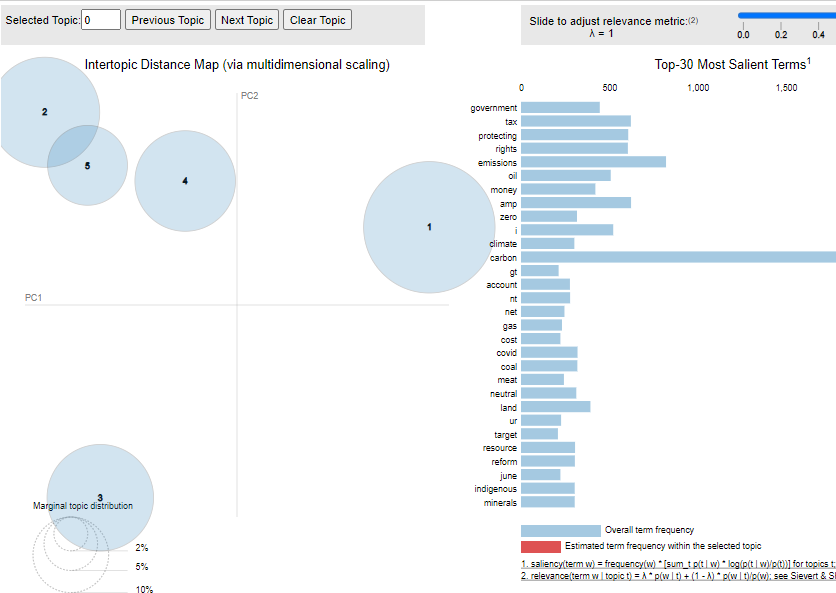 Selected Topic: 0 Previous Topic Next Topic Clear Topic
Slide to adjust relevance metric:(2)
λ = 1
0.0 0.2 0.4
Intertopic Distance Map (via multidimensional scaling)
PC2
PC1
2
5
4
1
3
Marginal topic distribution
2%
5%
10%
Top-30 Most Salient Terms1
0 500 1,000 1,500
government
tax
protecting
rights
emissions
oil
money
amp
zero
i
climate
carbon
gt
account
nt
net
gas
cost
covid
coal
meat
neutral
land
ur
target
resource
reform
june
indigenous
minerals
Overall term frequency
Estimated term frequency within the selected topic
1. saliency(term w) = frequency(w) * [sum_t p(t | w) * log(p(t | w)/p(t))] for topics t;
2. relevance(term w | topic t) = λ * p(w | t) + (1 - λ) * p(w | t)/p(w); see Sievert &